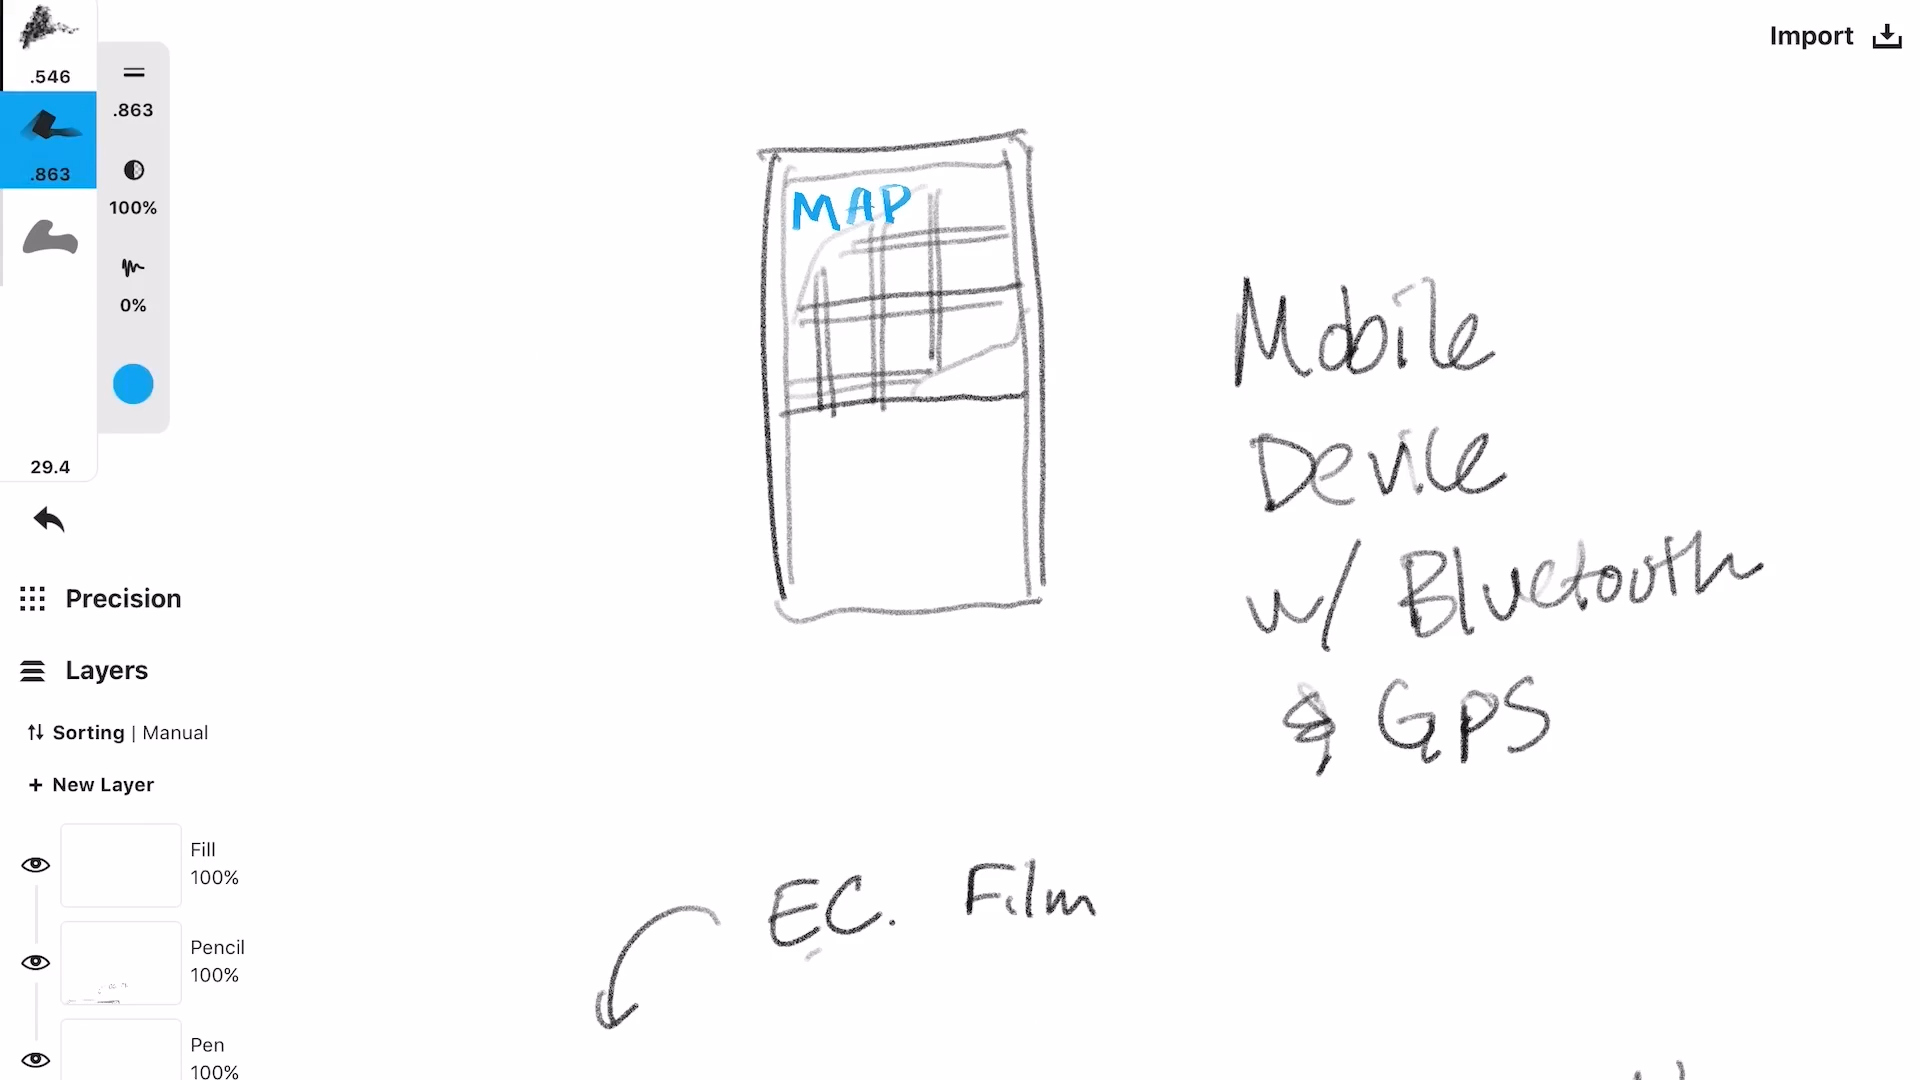 Import
.546
.863
.863
100%
0%
29.4
Precision
Layers
Sorting | Manual
+ New Layer
Fill
100%
Pencil
100%
Pen
100%
MAP
Mobile
Device
w/ Bluetooth
& GPS
EC. Film